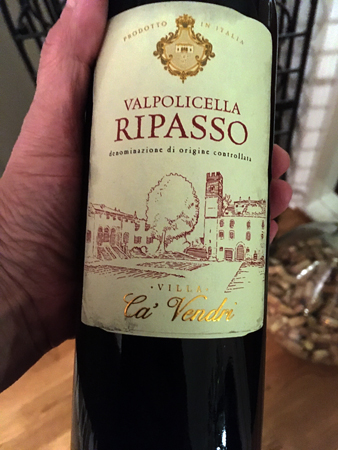 PRODOTTO IN ITALIA
VALPOLICELLA
RIPASSO
denominazione di origine controllata
·VILLA·
Ca' Vendri